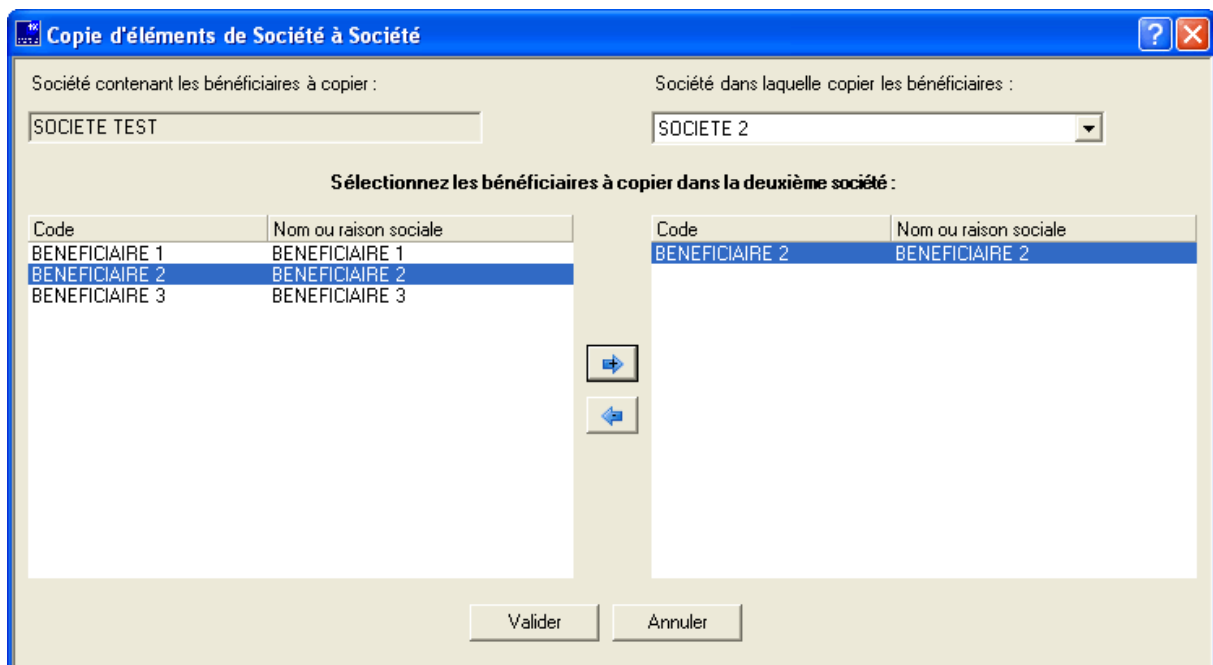 Copie d'éléments de Société à Société
Société contenant les bénéficiaires à copier :
Société dans laquelle copier les bénéficiaires :
SOCIETE TEST
SOCIETE 2
Sélectionnez les bénéficiaires à copier dans la deuxième société :
Code Nom ou raison sociale
BENEFICIAIRE 1 BENEFICIAIRE 1
BENEFICIAIRE 2 BENEFICIAIRE 2
BENEFICIAIRE 3 BENEFICIAIRE 3
Code Nom ou raison sociale
BENEFICIAIRE 2 BENEFICIAIRE 2
Valider Annuler